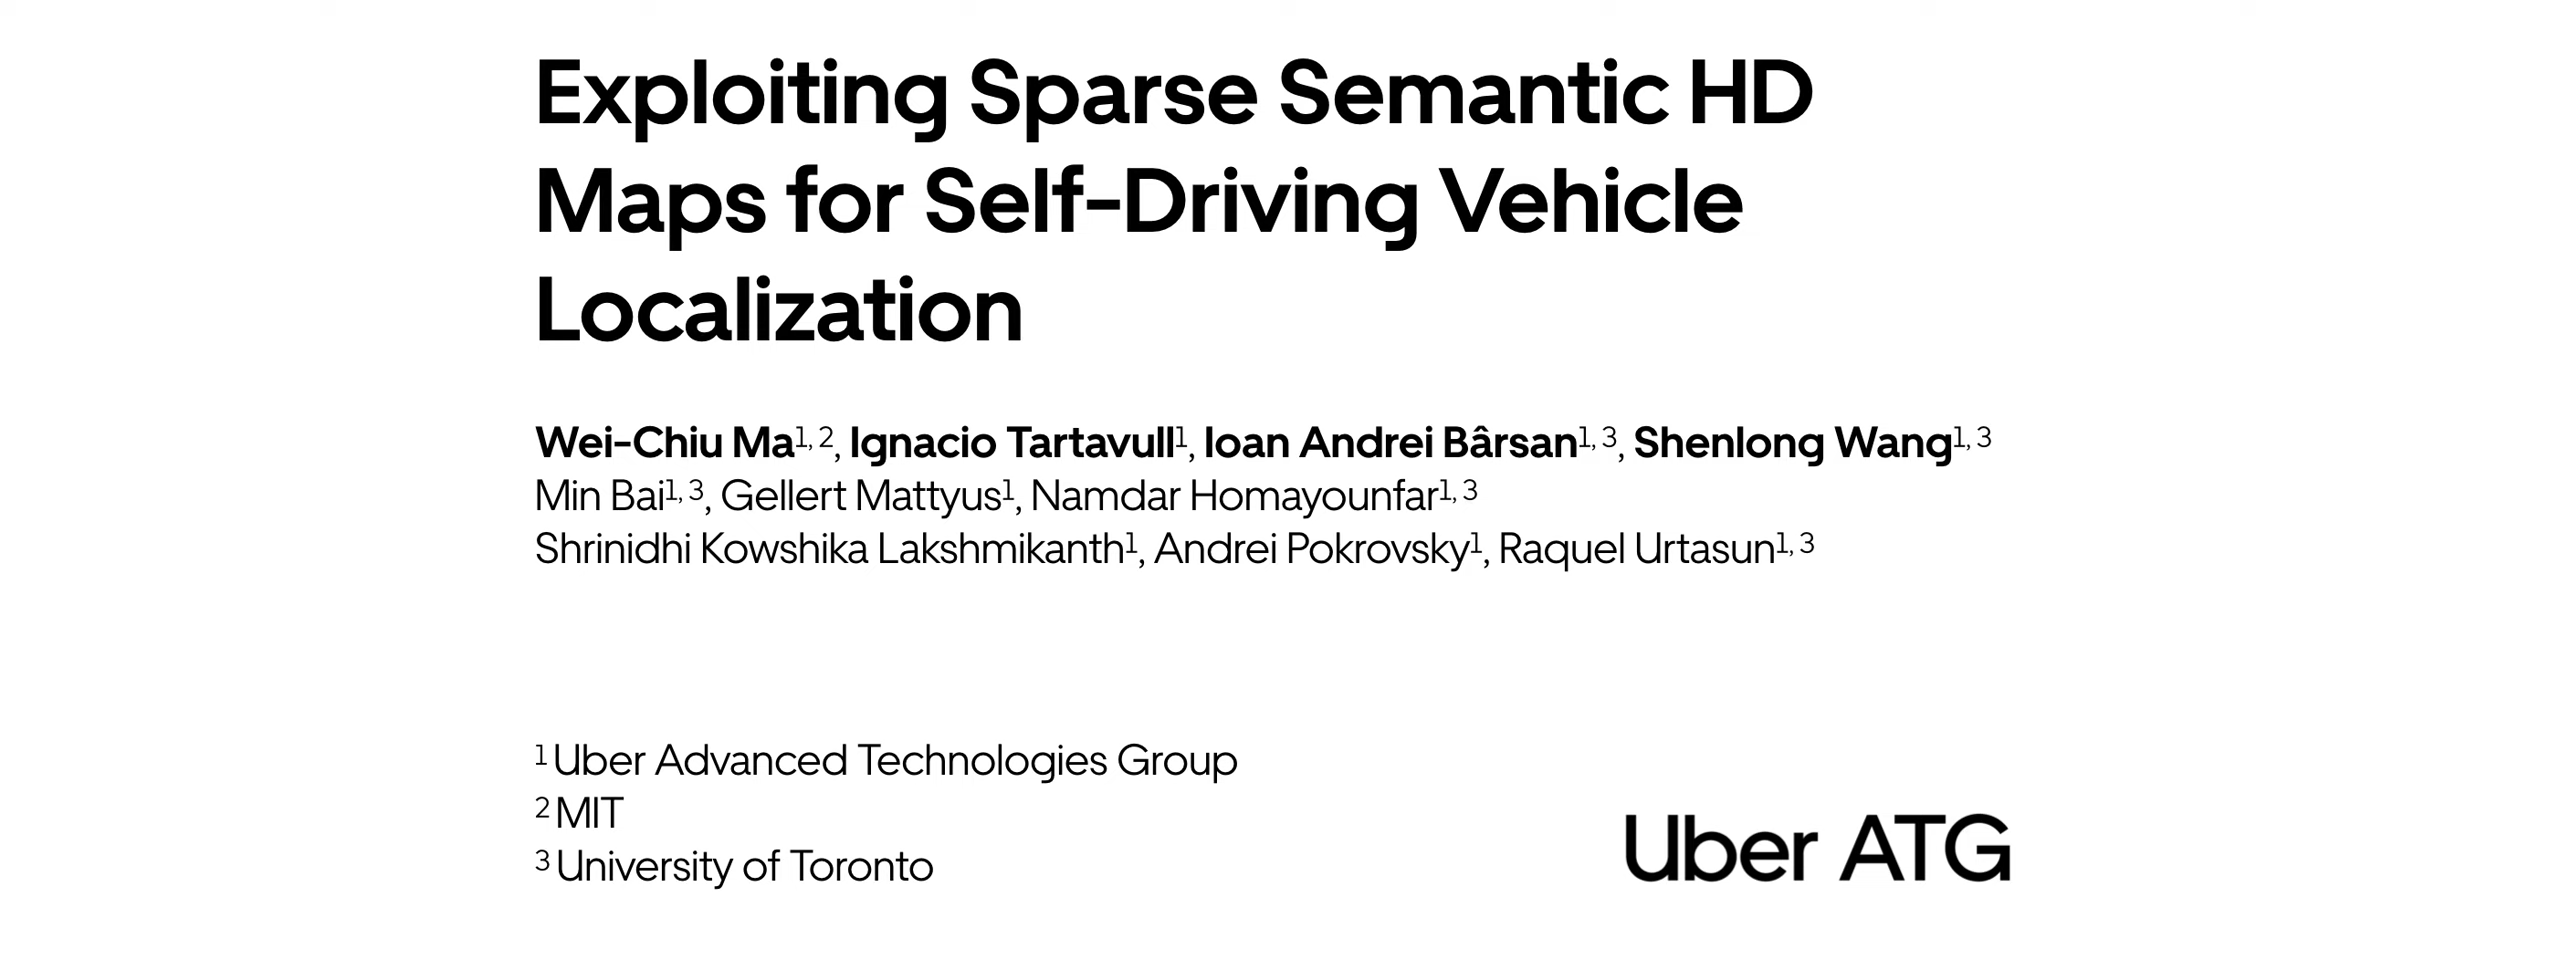 Exploiting Sparse Semantic HD
Maps for Self-Driving Vehicle
Localization
Wei-Chiu Ma¹,², Ignacio Tartavull¹, Ioan Andrei Bârsan¹,³, Shenlong Wang¹,³
Min Bai¹,³, Gellert Mattyus¹, Namdar Homayounfar¹,³
Shrinidhi Kowshika Lakshmikanth¹, Andrei Pokrovsky¹, Raquel Urtasun¹,³
¹ Uber Advanced Technologies Group
² MIT
³ University of Toronto
Uber ATG